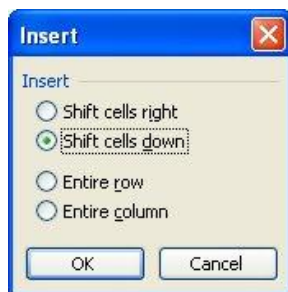 Insert
Insert
Shift cells right
Shift cells down
Entire row
Entire column
OK Cancel